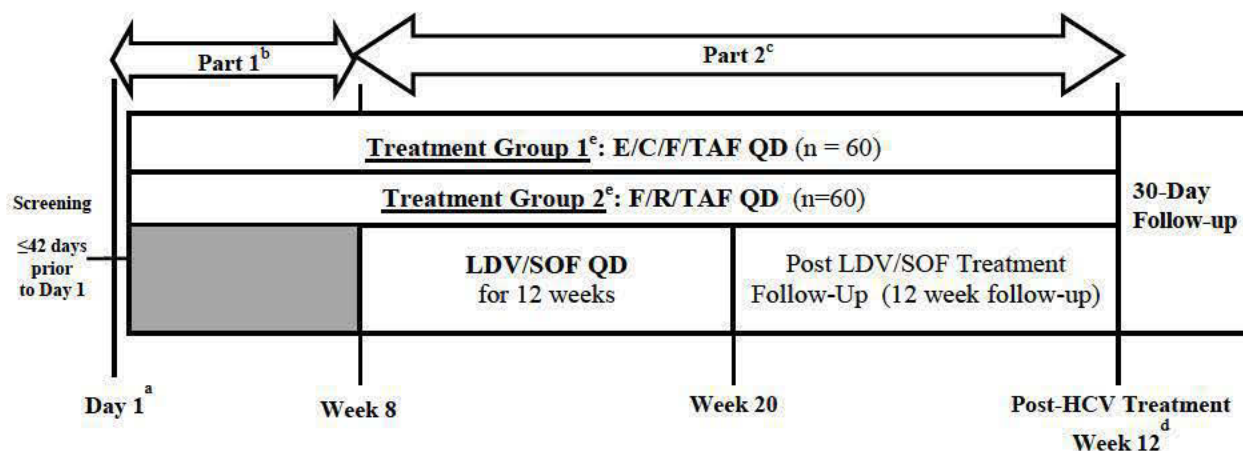 Part 1b
Part 2c
Treatment Group 1e: E/C/F/TAF QD (n = 60)
Treatment Group 2e: F/R/TAF QD (n=60)
Screening
≤42 days
prior
to Day 1
LDV/SOF QD
for 12 weeks
Post LDV/SOF Treatment
Follow-Up (12 week follow-up)
30-Day
Follow-up
Day 1a
Week 8
Week 20
Post-HCV Treatment
Week 12d